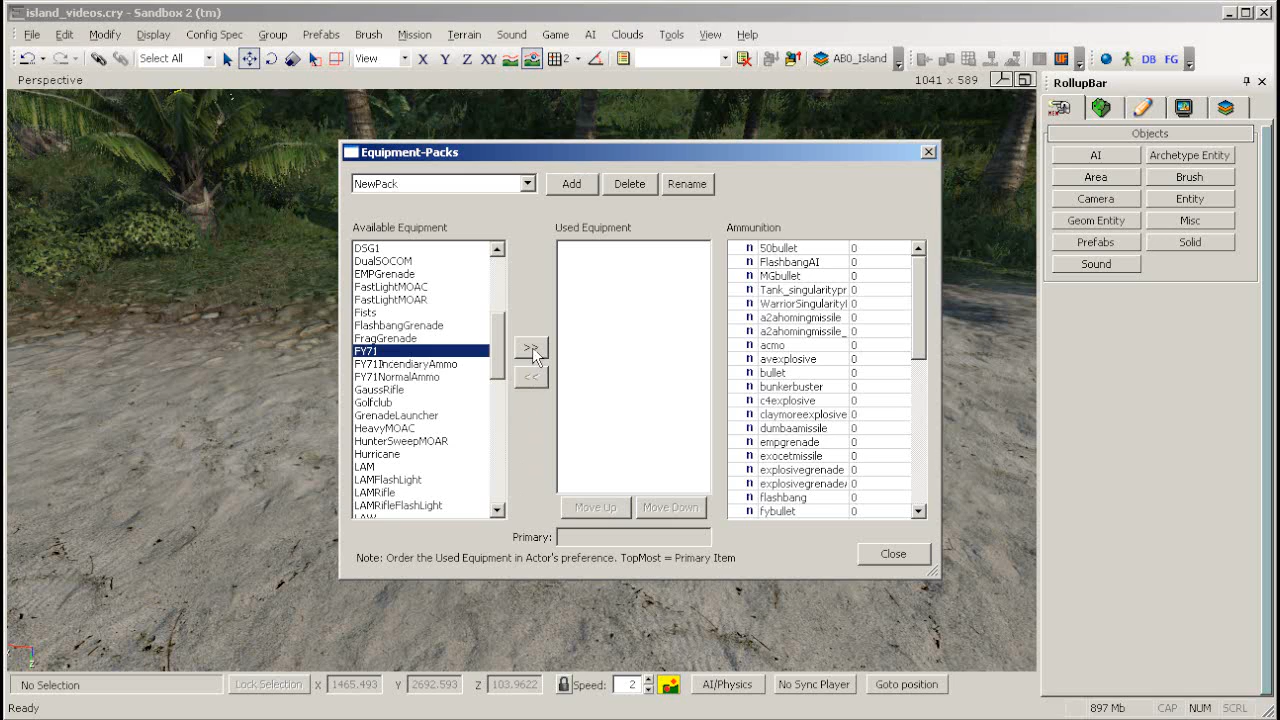 island_videos.cry - Sandbox 2 (tm)
File Edit Modify Display Config Spec Group Prefabs Brush Mission Terrain Sound Game AI Clouds Tools View Help
Select All View X Y Z XY 2 AB0_Island DB FG
Perspective 1041 x 589
RollupBar
Objects
AI Archetype Entity
Area Brush
Camera Entity
Geom Entity Misc
Prefabs Solid
Sound
Equipment-Packs
NewPack Add Delete Rename
Available Equipment Used Equipment Ammunition
DSG1
DualSOCOM
EMPGrenade
FastLightMOAC
FastLightMOAR
Fists
FlashbangGrenade
FragGrenade
FY71
FY71IncendiaryAmmo
FY71NormalAmmo
GaussRifle
Golfclub
GrenadeLauncher
HeavyMOAC
HunterSweepMOAR
Hurricane
LAM
LAMFlashLight
LAMRifle
LAMRifleFlashLight
LAW
>>
<<
Move Up Move Down
n 50bullet 0
n FlashbangAI 0
n MGbullet 0
n Tank_singularitypr 0
n WarriorSingularity 0
n a2ahomingmissile 0
n a2ahomingmissile_ 0
n acmo 0
n avexplosive 0
n bullet 0
n bunkerbuster 0
n c4explosive 0
n claymoreexplosive 0
n dumbaamissile 0
n empgrenade 0
n exocetmissile 0
n explosivegrenade 0
n explosivegrenade 0
n flashbang 0
n fybullet 0
Primary:
Note: Order the Used Equipment in Actor's preference. TopMost = Primary Item
Close
No Selection Lock Selection X 1465.493 Y 2692.593 Z 103.9622 Speed: 2 AI/Physics No Sync Player Goto position
Ready 897 Mb CAP NUM SCRL